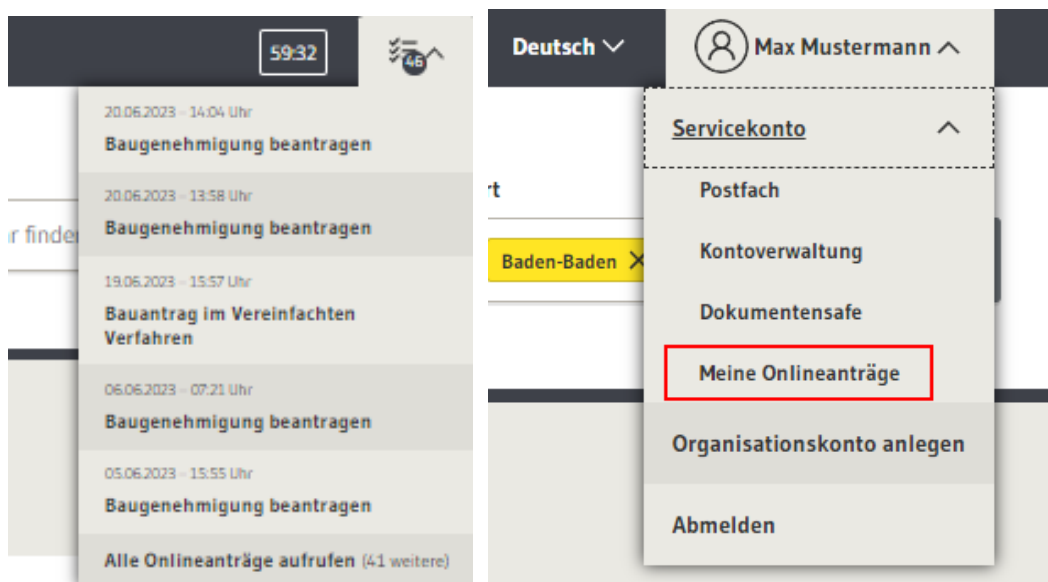 59:32
46
20.06.2023 - 14:04 Uhr
Baugenehmigung beantragen
20.06.2023 - 13:58 Uhr
Baugenehmigung beantragen
19.06.2023 - 15:57 Uhr
Bauantrag im Vereinfachten
Verfahren
06.06.2023 - 07:21 Uhr
Baugenehmigung beantragen
05.06.2023 - 15:55 Uhr
Baugenehmigung beantragen
Alle Onlineanträge aufrufen (41 weitere)
Deutsch
Max Mustermann
Servicekonto
Postfach
Kontoverwaltung
Baden-Baden
Dokumentensafe
Meine Onlineanträge
Organisationskonto anlegen
Abmelden